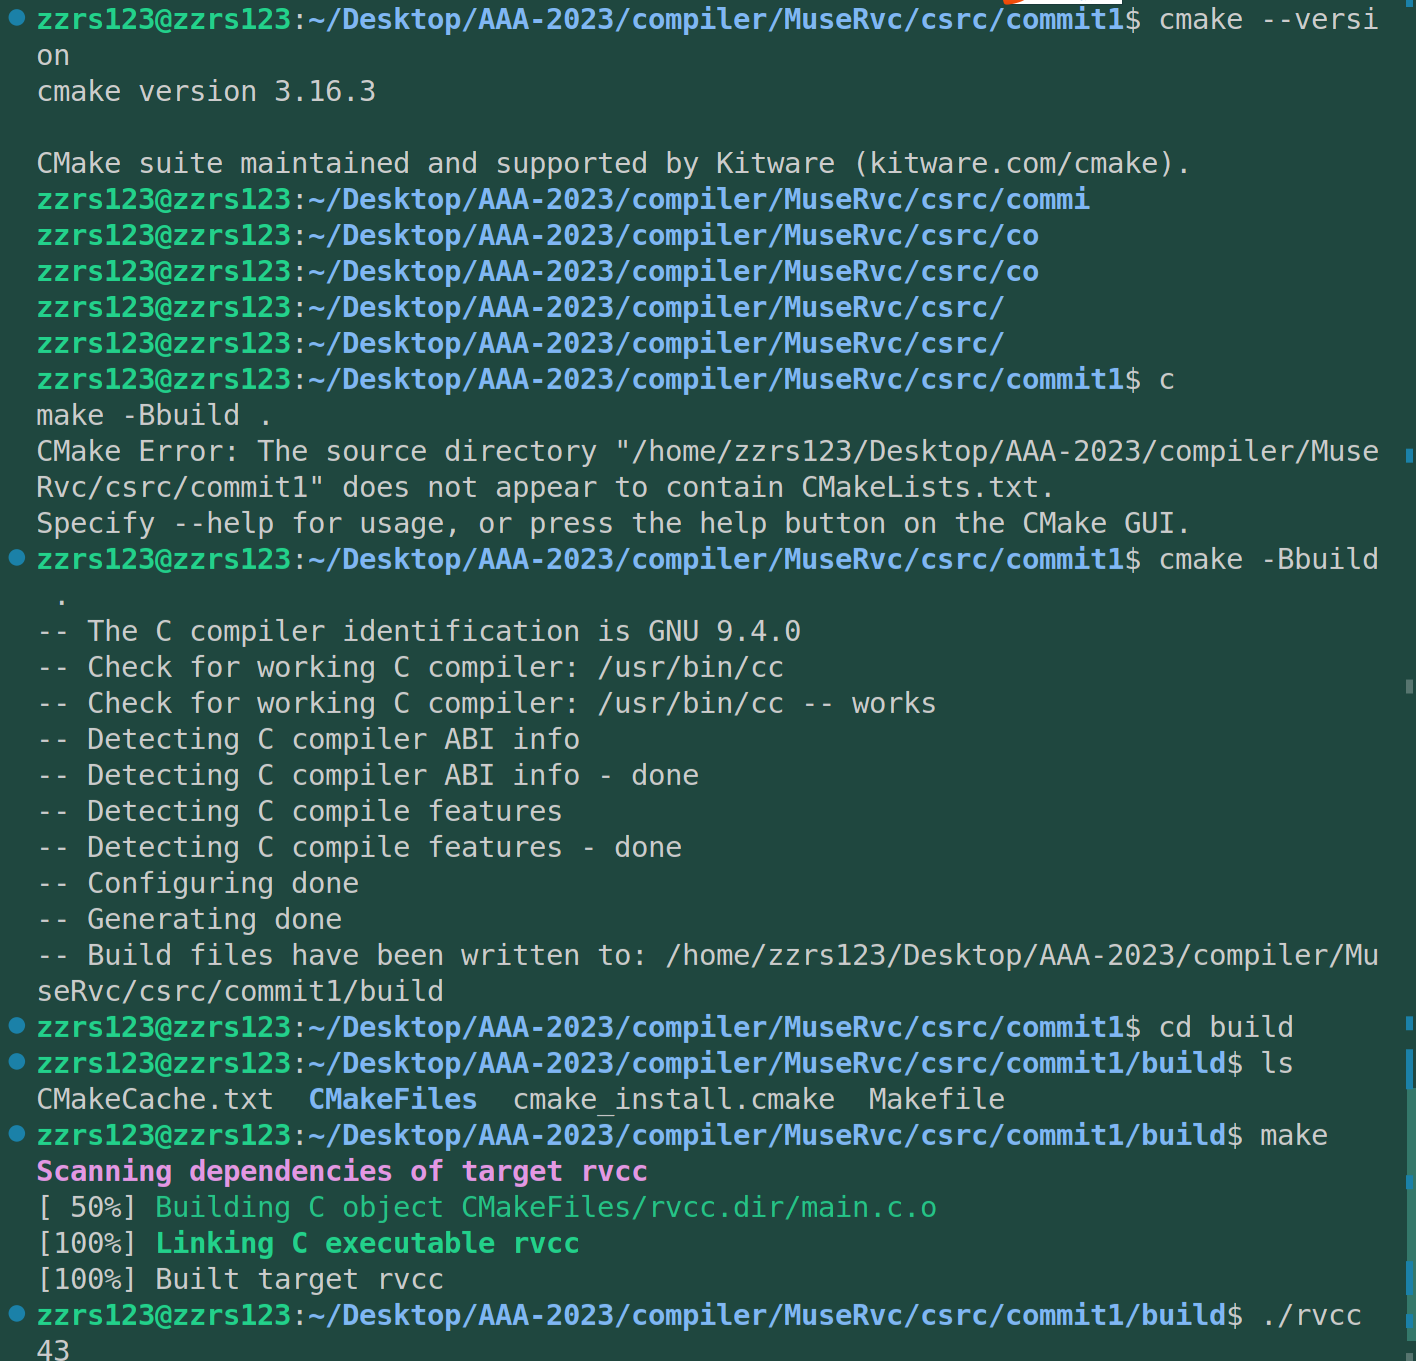 zzrs123@zzrs123:~/Desktop/AAA-2023/compiler/MuseRvc/csrc/commit1$ cmake --versi
on
cmake version 3.16.3
CMake suite maintained and supported by Kitware (kitware.com/cmake).
zzrs123@zzrs123:~/Desktop/AAA-2023/compiler/MuseRvc/csrc/commi
zzrs123@zzrs123:~/Desktop/AAA-2023/compiler/MuseRvc/csrc/co
zzrs123@zzrs123:~/Desktop/AAA-2023/compiler/MuseRvc/csrc/co
zzrs123@zzrs123:~/Desktop/AAA-2023/compiler/MuseRvc/csrc/
zzrs123@zzrs123:~/Desktop/AAA-2023/compiler/MuseRvc/csrc/
zzrs123@zzrs123:~/Desktop/AAA-2023/compiler/MuseRvc/csrc/commit1$ c
make -Bbuild .
CMake Error: The source directory "/home/zzrs123/Desktop/AAA-2023/compiler/Muse
Rvc/csrc/commit1" does not appear to contain CMakeLists.txt.
Specify --help for usage, or press the help button on the CMake GUI.
zzrs123@zzrs123:~/Desktop/AAA-2023/compiler/MuseRvc/csrc/commit1$ cmake -Bbuild
 .
-- The C compiler identification is GNU 9.4.0
-- Check for working C compiler: /usr/bin/cc
-- Check for working C compiler: /usr/bin/cc -- works
-- Detecting C compiler ABI info
-- Detecting C compiler ABI info - done
-- Detecting C compile features
-- Detecting C compile features - done
-- Configuring done
-- Generating done
-- Build files have been written to: /home/zzrs123/Desktop/AAA-2023/compiler/Mu
seRvc/csrc/commit1/build
zzrs123@zzrs123:~/Desktop/AAA-2023/compiler/MuseRvc/csrc/commit1$ cd build
zzrs123@zzrs123:~/Desktop/AAA-2023/compiler/MuseRvc/csrc/commit1/build$ ls
CMakeCache.txt  CMakeFiles  cmake_install.cmake  Makefile
zzrs123@zzrs123:~/Desktop/AAA-2023/compiler/MuseRvc/csrc/commit1/build$ make
Scanning dependencies of target rvcc
[ 50%] Building C object CMakeFiles/rvcc.dir/main.c.o
[100%] Linking C executable rvcc
[100%] Built target rvcc
zzrs123@zzrs123:~/Desktop/AAA-2023/compiler/MuseRvc/csrc/commit1/build$ ./rvcc
43